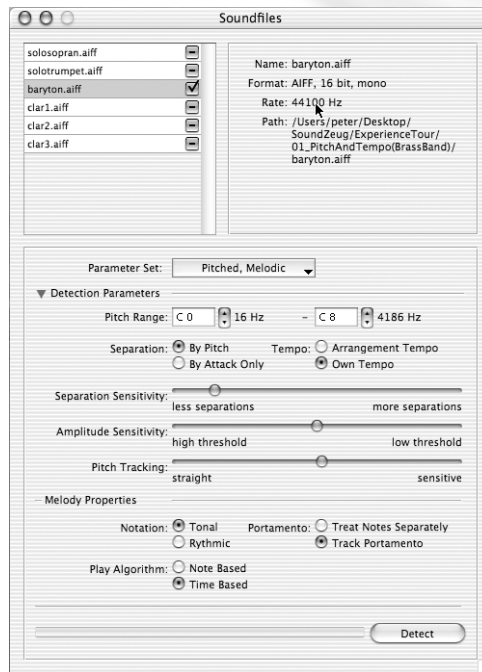 Soundfiles
solosopran.aiff
solotrumpet.aiff
baryton.aiff
clar1.aiff
clar2.aiff
clar3.aiff
Name: baryton.aiff
Format: AIFF, 16 bit, mono
Rate: 44100 Hz
Path: /Users/peter/Desktop/
SoundZeug/ExperienceTour/
01_PitchAndTempo(BrassBand)/
baryton.aiff
Parameter Set: Pitched, Melodic
Detection Parameters
Pitch Range: C 0 16 Hz – C 8 4186 Hz
Separation: By Pitch Tempo: Arrangement Tempo
By Attack Only Own Tempo
Separation Sensitivity:
less separations more separations
Amplitude Sensitivity:
high threshold low threshold
Pitch Tracking:
straight sensitive
Melody Properties
Notation: Tonal Portamento: Treat Notes Separately
Rythmic Track Portamento
Play Algorithm: Note Based
Time Based
Detect